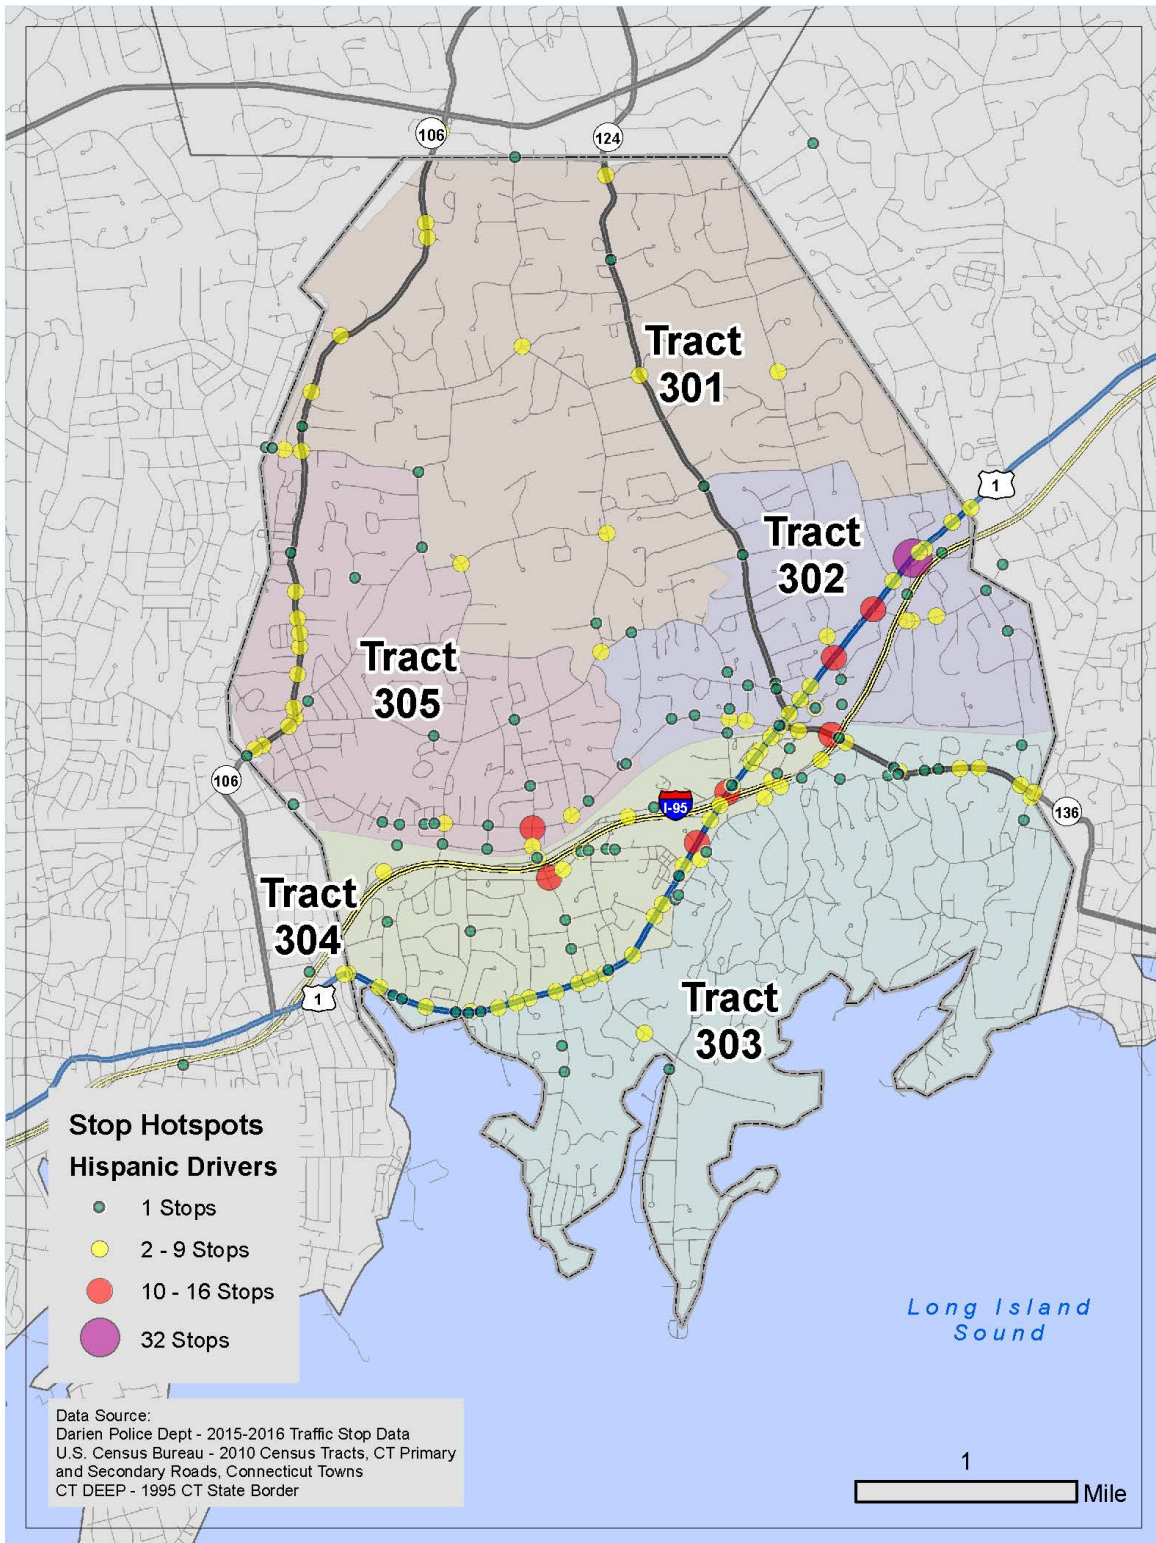 106
124
Tract
301
1
Tract
302
Tract
305
106
I-95
136
Tract
304
1
Tract
303
Stop Hotspots
Hispanic Drivers
1 Stops
2 - 9 Stops
10 - 16 Stops
32 Stops
Long Island
Sound
Data Source:
Darien Police Dept - 2015-2016 Traffic Stop Data
U.S. Census Bureau - 2010 Census Tracts, CT Primary
and Secondary Roads, Connecticut Towns
CT DEEP - 1995 CT State Border
1
Mile